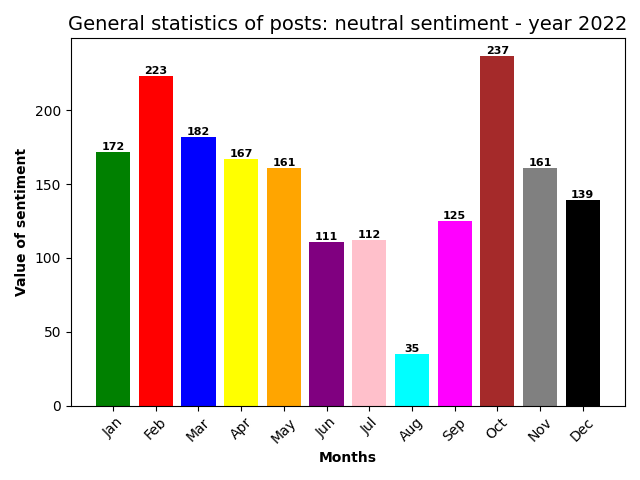 General statistics of posts: neutral sentiment - year 2022
Value of sentiment
200
150
100
50
0
172
223
182
167
161
111
112
35
125
237
161
139
Jan
Feb
Mar
Apr
May
Jun
Jul
Aug
Sep
Oct
Nov
Dec
Months